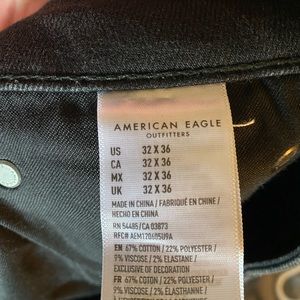 AMERICAN EAGLE
OUTFITTERS
US 32 X 36
CA 32 X 36
MX 32 X 36
UK 32 X 36
MADE IN CHINA / FABRIQUÉ EN CHINE /
HECHO EN CHINA
RN 54485 / CA 03873
RFC# AEM120605U9A
EN 67% COTTON / 22% POLYESTER /
9% VISCOSE / 2% ELASTANE /
EXCLUSIVE OF DECORATION
FR 67% COTON / 22% POLYESTER /
9% VISCOSE / 2% ÉLASTHANNE /